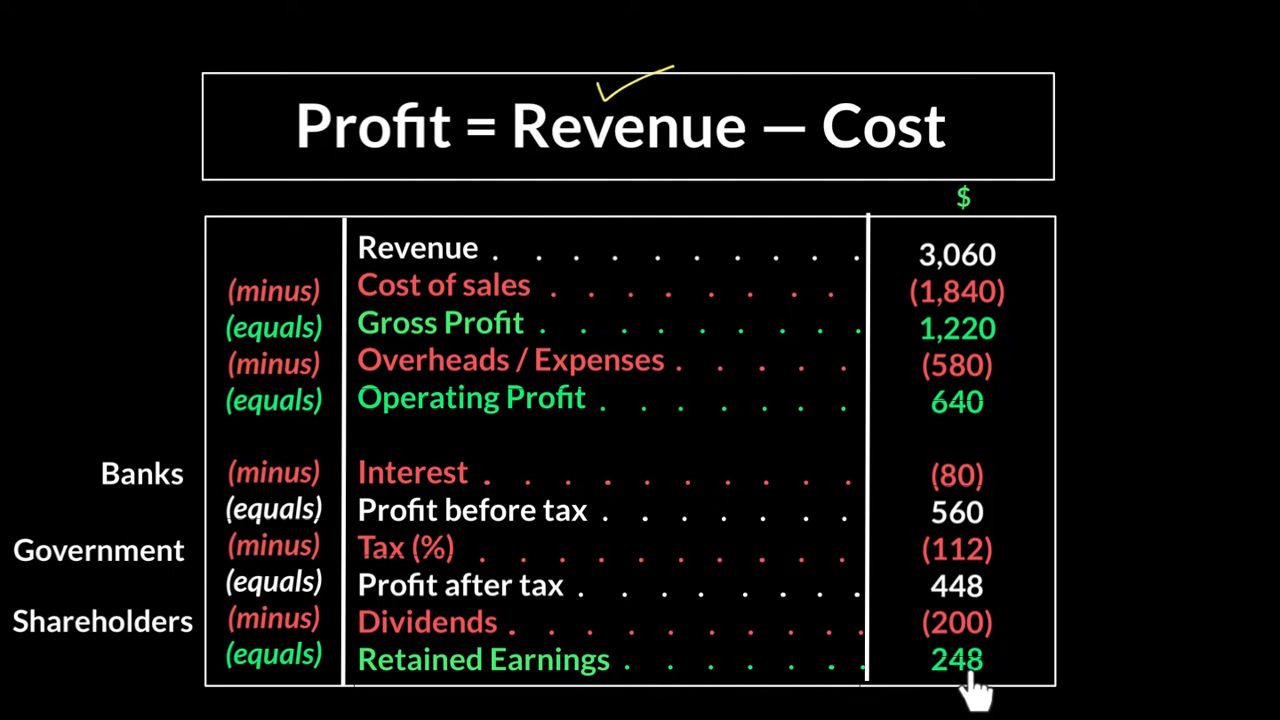 Profit = Revenue — Cost
$
Revenue . . . . . . . . . . 3,060
(minus) Cost of sales . . . . . . . . (1,840)
(equals) Gross Profit . . . . . . . . . 1,220
(minus) Overheads / Expenses . . . . . (580)
(equals) Operating Profit . . . . . . . 640
Banks (minus) Interest . . . . . . . . . . (80)
(equals) Profit before tax . . . . . . . 560
Government (minus) Tax (%) . . . . . . . . . . (112)
(equals) Profit after tax . . . . . . . . 448
Shareholders (minus) Dividends . . . . . . . . . . (200)
(equals) Retained Earnings . . . . . . . 248